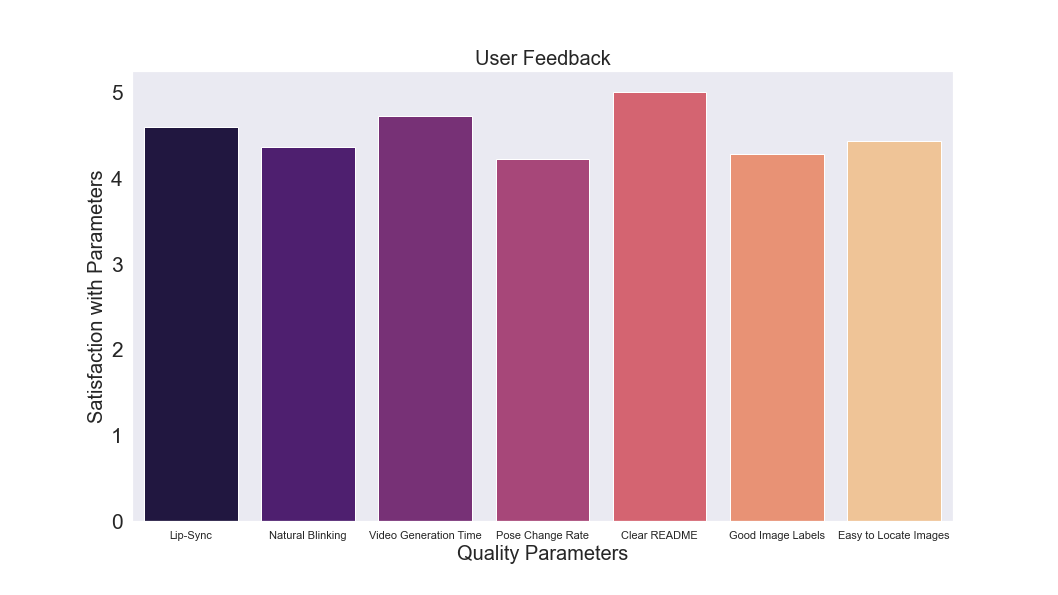 User Feedback
Satisfaction with Parameters
5
4
3
2
1
0
Lip-Sync Natural Blinking Video Generation Time Pose Change Rate Clear README Good Image Labels Easy to Locate Images
Quality Parameters